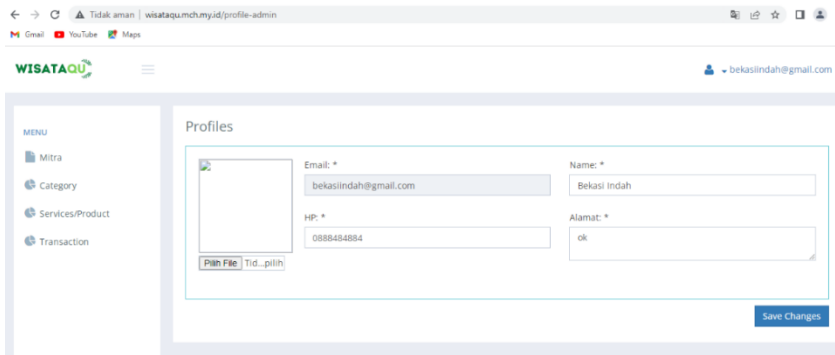 Tidak aman | wisataqu.mch.my.id/profile-admin
Gmail YouTube Maps
WISATAQU
bekasiindah@gmail.com
MENU
Mitra
Category
Services/Product
Transaction
Profiles
Email: * Name: *
bekasiindah@gmail.com Bekasi Indah
HP: * Alamat: *
0888484884 ok
Pilih File Tid...pilih
Save Changes